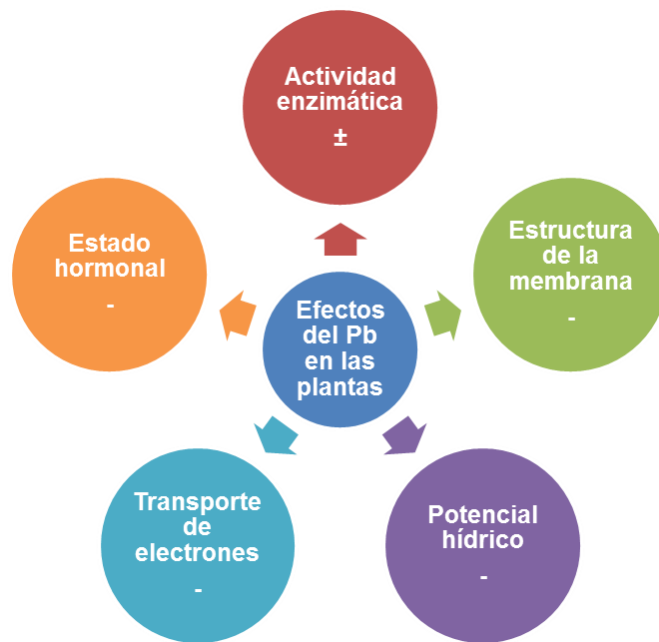 Actividad
enzimática
±
Estado
hormonal
-
Estructura
de la
membrana
-
Efectos
del Pb
en las
plantas
Transporte
de
electrones
-
Potencial
hídrico
-